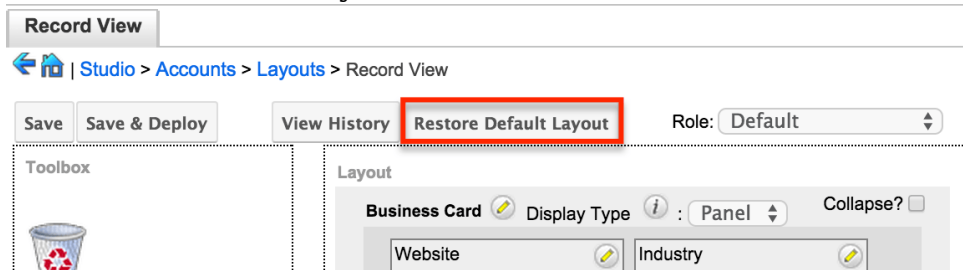 Record View
| Studio > Accounts > Layouts > Record View
Save Save & Deploy View History Restore Default Layout Role: Default
Toolbox
Layout
Business Card Display Type i : Panel Collapse?
Website Industry